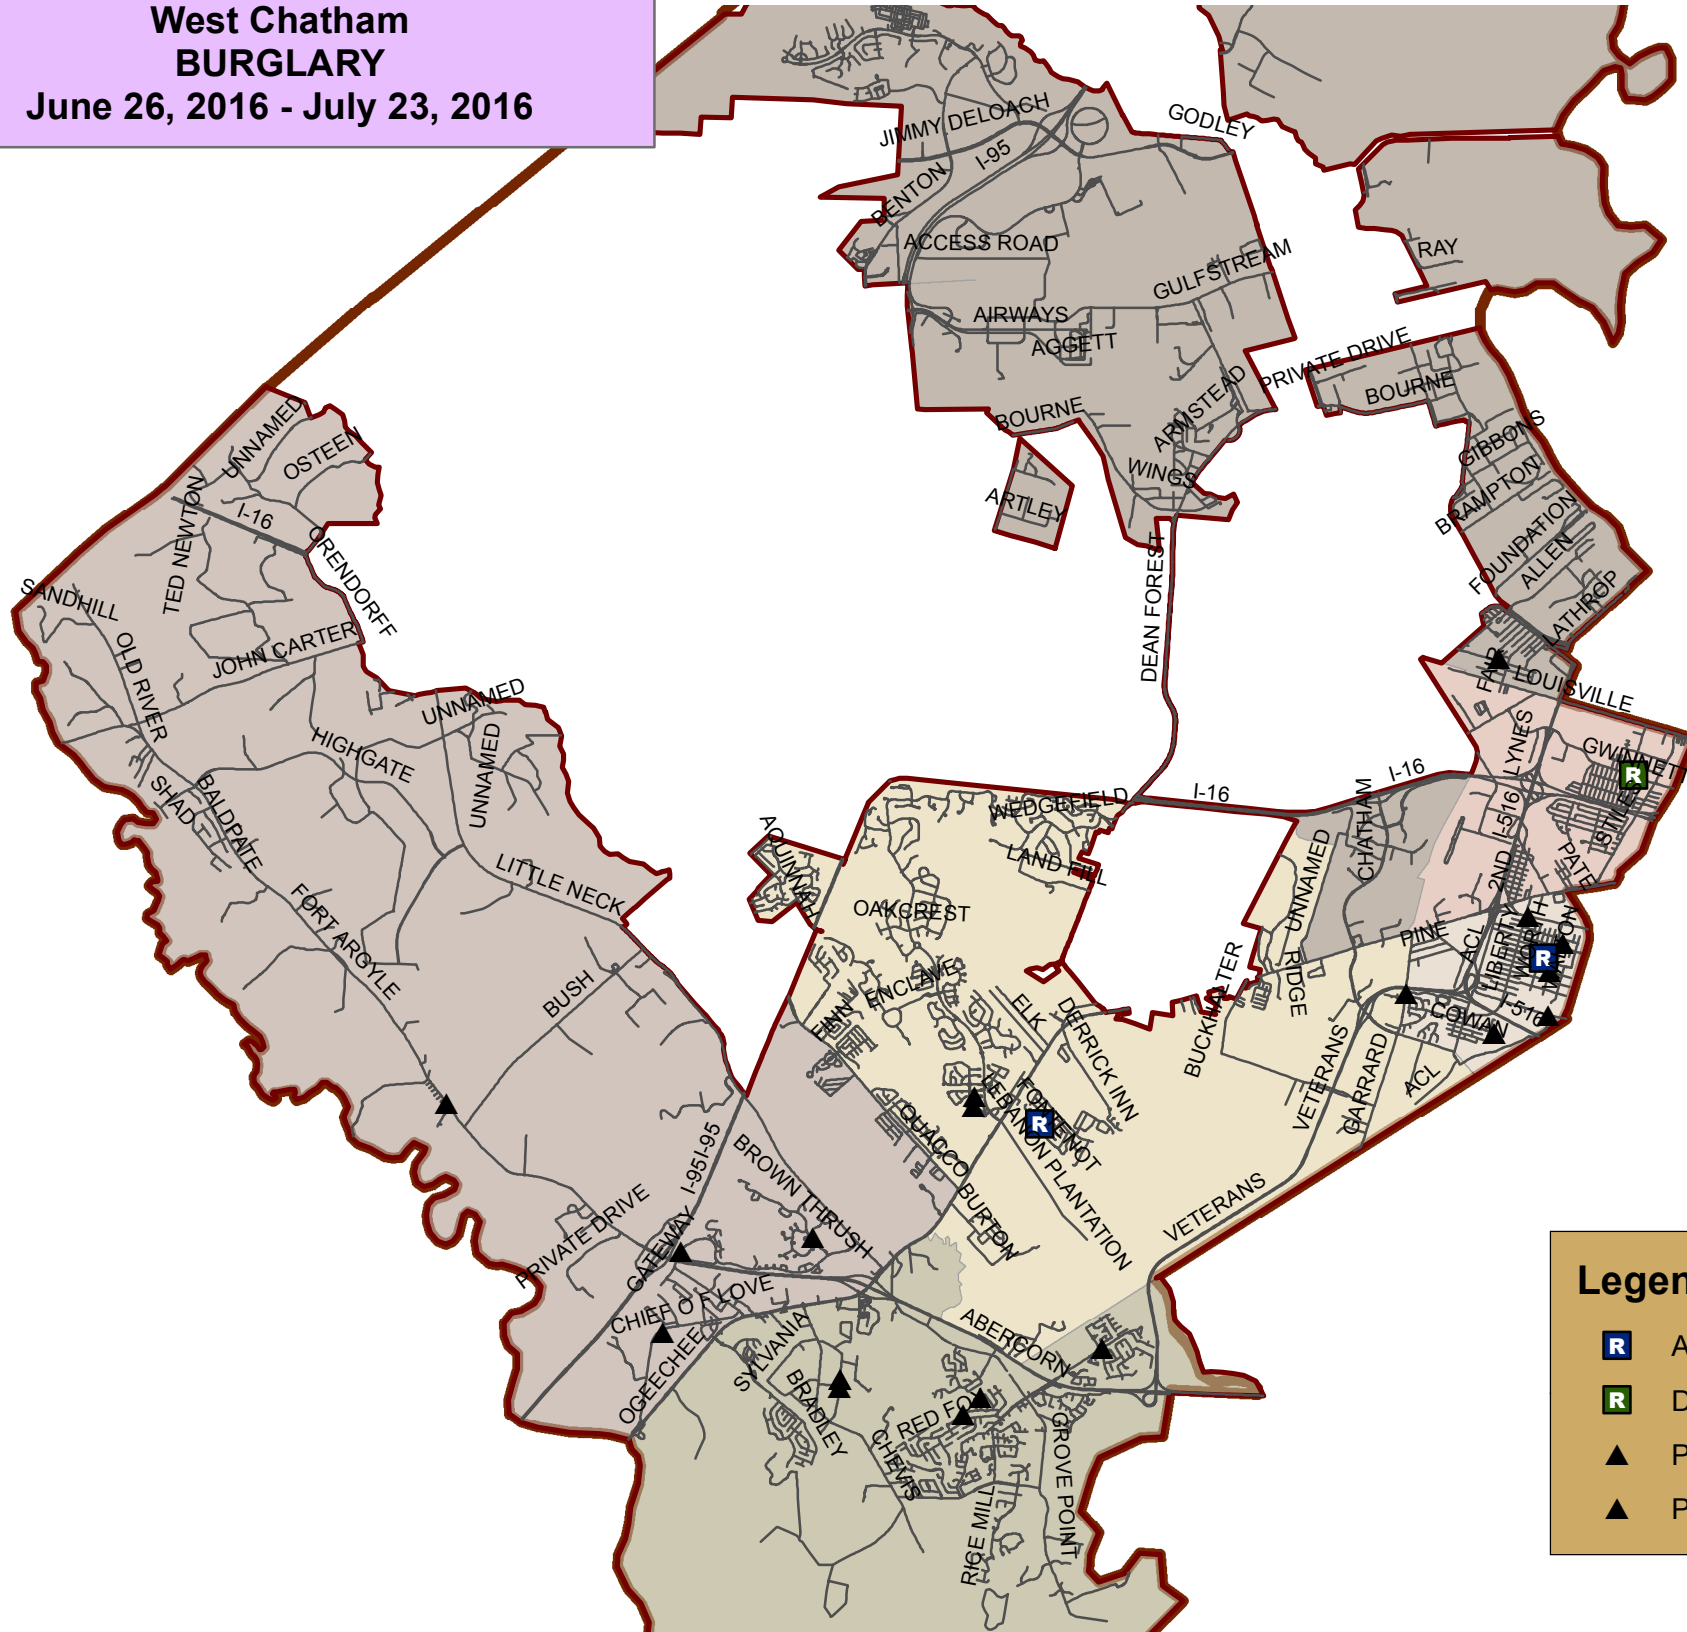 West Chatham
BURGLARY
June 26, 2016 - July 23, 2016
JIMMY DELOACH
GODLEY
I-95
BENTON
ACCESS ROAD
RAY
GULFSTREAM
AIRWAYS
AGGETT
PRIVATE DRIVE
BOURNE
ARMSTEAD
BOURNE
UNNAMED
OSTEEN
GIBBONS
WINGS
BRAMPTON
ARTLEY
TED NEWTON
I-16
CRENDORFF
FOUNDATION
ALLEN
LATHROP
SANDHILL
DEAN FOREST
OLD RIVER
JOHN CARTER
FAIR
LOUISVILLE
UNNAMED
LYNES
HIGHGATE
UNNAMED
GWINNETT
R
I-16
I-16
WEDGEFIELD
SHAD
BALDPATE
CHATHAM
I-516
STILES
AQUINNAH
LAND FILL
UNNAMED
2ND
PATE
LITTLE NECK
OAKCREST
FORT ARGYLE
PINE
ACL
LIBERTY
R
BUSH
ENCLAVE
FINN
ELK
DERRICK INN
BUCKHALTER
RIDGE
COWAN
I-516
VETERANS
GARRARD
ACL
LEBANON PLANTATION
R
QUACCO
BROWN THRUSH
I-95
I-95
BURTON
VETERANS
PRIVATE DRIVE
GATEWAY
CHIEF O F LOVE
ABERCORN
SYLVANIA
OGEECHEE
BRADLEY
RED FOX
CHEVIS
GROVE POINT
RICE MILL
Legen
R A
R D
P
P